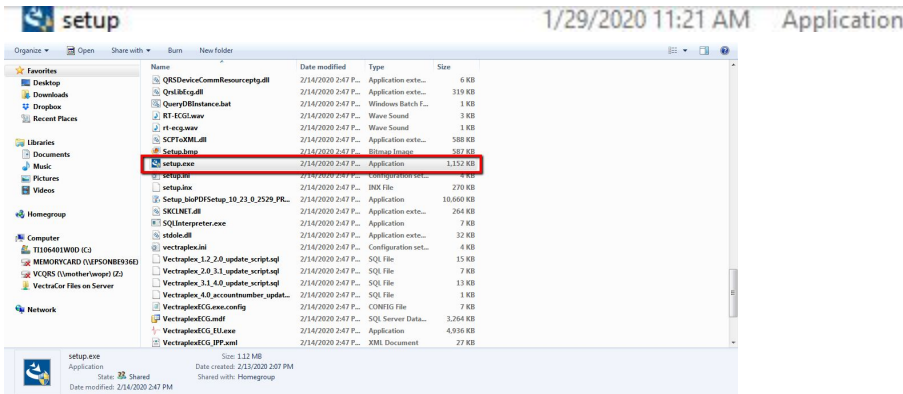 setup 1/29/2020 11:21 AM Application
Organize Open Share with Burn New folder
Name Date modified Type Size
Favorites
Desktop
Downloads
Dropbox
Recent Places
Libraries
Documents
Music
Pictures
Videos
Homegroup
Computer
TI106401W0D (C:)
MEMORYCARD (\\EPSONBE936E)
VCQRS (\\mother\wopr) (Z:)
VectraCor Files on Server
Network
QRSDeviceCommResourceptg.dll 2/14/2020 2:47 P... Application exte... 6 KB
QrsLibEcg.dll 2/14/2020 2:47 P... Application exte... 319 KB
QueryDBInstance.bat 2/14/2020 2:47 P... Windows Batch F... 1 KB
RT-ECGI.wav 2/14/2020 2:47 P... Wave Sound 3 KB
rt-ecg.wav 2/14/2020 2:47 P... Wave Sound 1 KB
SCPToXML.dll 2/14/2020 2:47 P... Application exte... 588 KB
Setup.bmp 2/14/2020 2:47 P... Bitmap Image 587 KB
setup.exe 2/14/2020 2:47 P... Application 1,152 KB
setup.ini 2/14/2020 2:47 P... Configuration set... 4 KB
setup.inx 2/14/2020 2:47 P... INX File 270 KB
Setup_bioPDFSetup_10_23_0_2529_PR... 2/14/2020 2:47 P... Application 10,660 KB
SKCLNET.dll 2/14/2020 2:47 P... Application exte... 264 KB
SQLInterpreter.exe 2/14/2020 2:47 P... Application 7 KB
stdole.dll 2/14/2020 2:47 P... Application exte... 32 KB
vectraplex.ini 2/14/2020 2:47 P... Configuration set... 4 KB
Vectraplex_1.2_2.0_update_script.sql 2/14/2020 2:47 P... SQL File 15 KB
Vectraplex_2.0_3.1_update_script.sql 2/14/2020 2:47 P... SQL File 7 KB
Vectraplex_3.1_4.0_update_script.sql 2/14/2020 2:47 P... SQL File 13 KB
Vectraplex_4.0_accountnumber_updat... 2/14/2020 2:47 P... SQL File 1 KB
VectraplexECG.exe.config 2/14/2020 2:47 P... CONFIG File 7 KB
VectraplexECG.mdf 2/14/2020 2:47 P... SQL Server Data... 3,264 KB
VectraplexECG_EU.exe 2/14/2020 2:47 P... Application 4,936 KB
VectraplexECG_IPP.xml 2/14/2020 2:47 P... XML Document 27 KB
setup.exe Size: 1.12 MB
Application Date created: 2/13/2020 2:07 PM
State: Shared Shared with: Homegroup
Date modified: 2/14/2020 2:47 PM